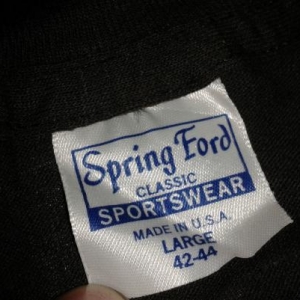 Spring Ford
CLASSIC
SPORTSWEAR
MADE IN U.S.A.
LARGE
42-44